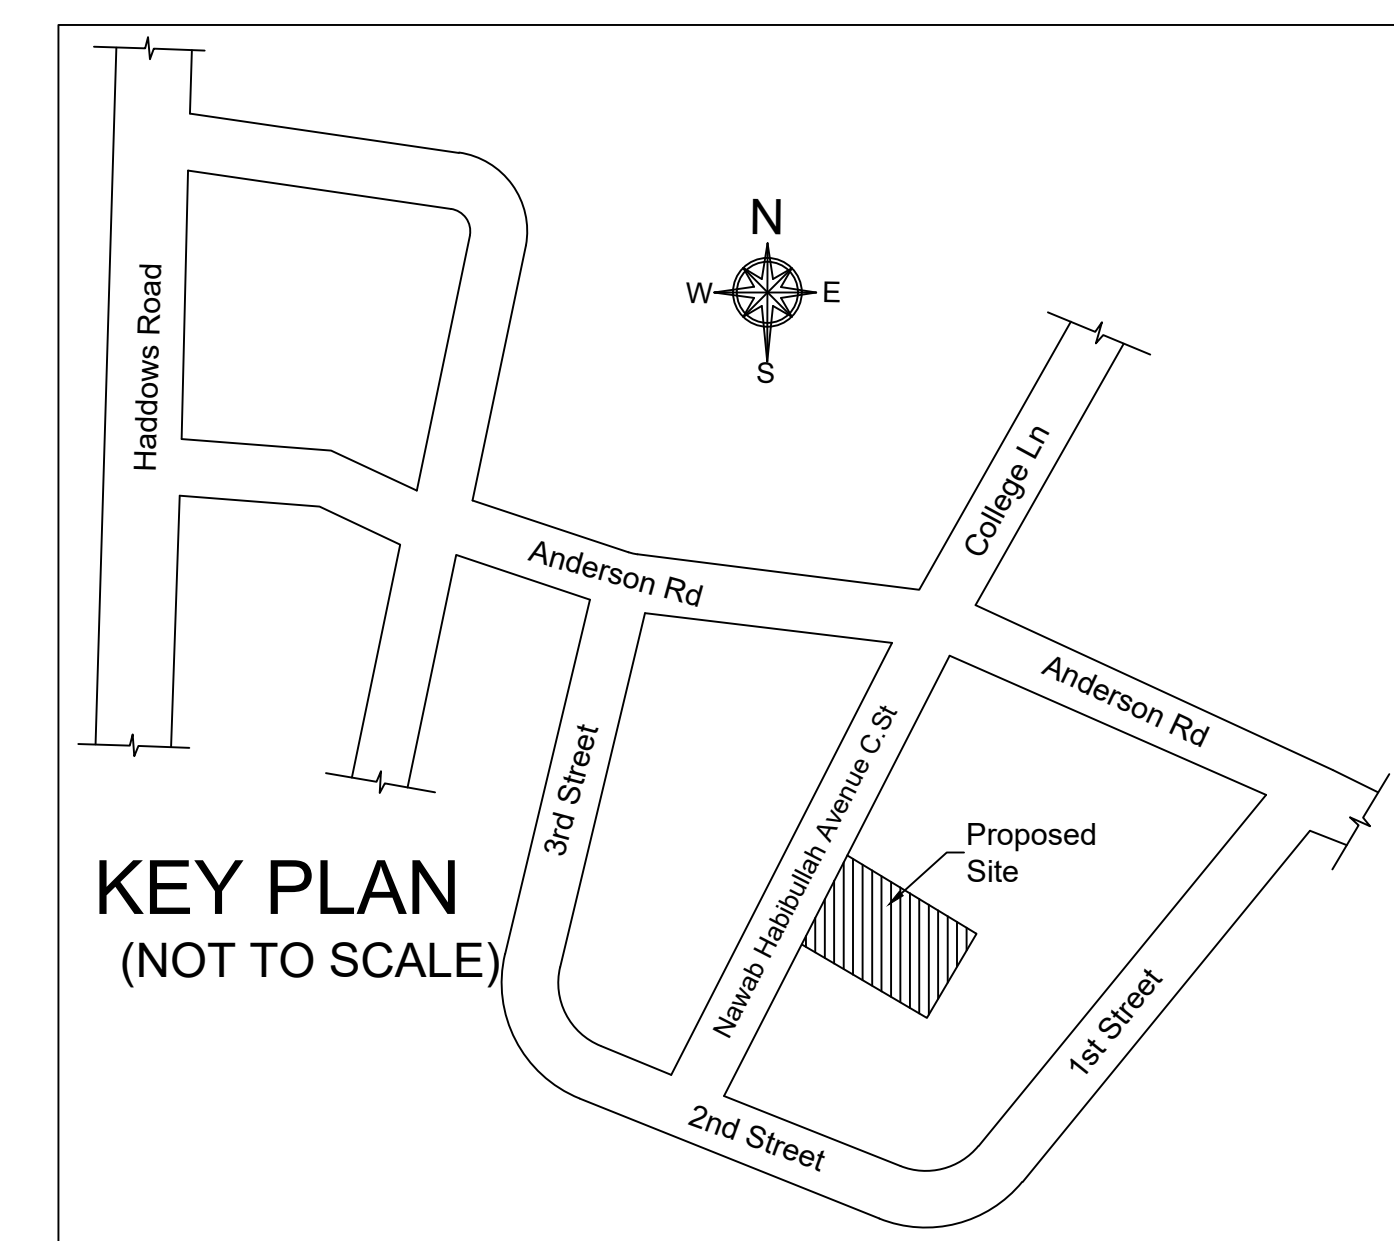 N
W
E
S
Haddows Road
College Ln
Anderson Rd
Anderson Rd
3rd Street
Nawab Habibullah Avenue C.St
Proposed
Site
KEY PLAN
(NOT TO SCALE)
1st Street
2nd Street